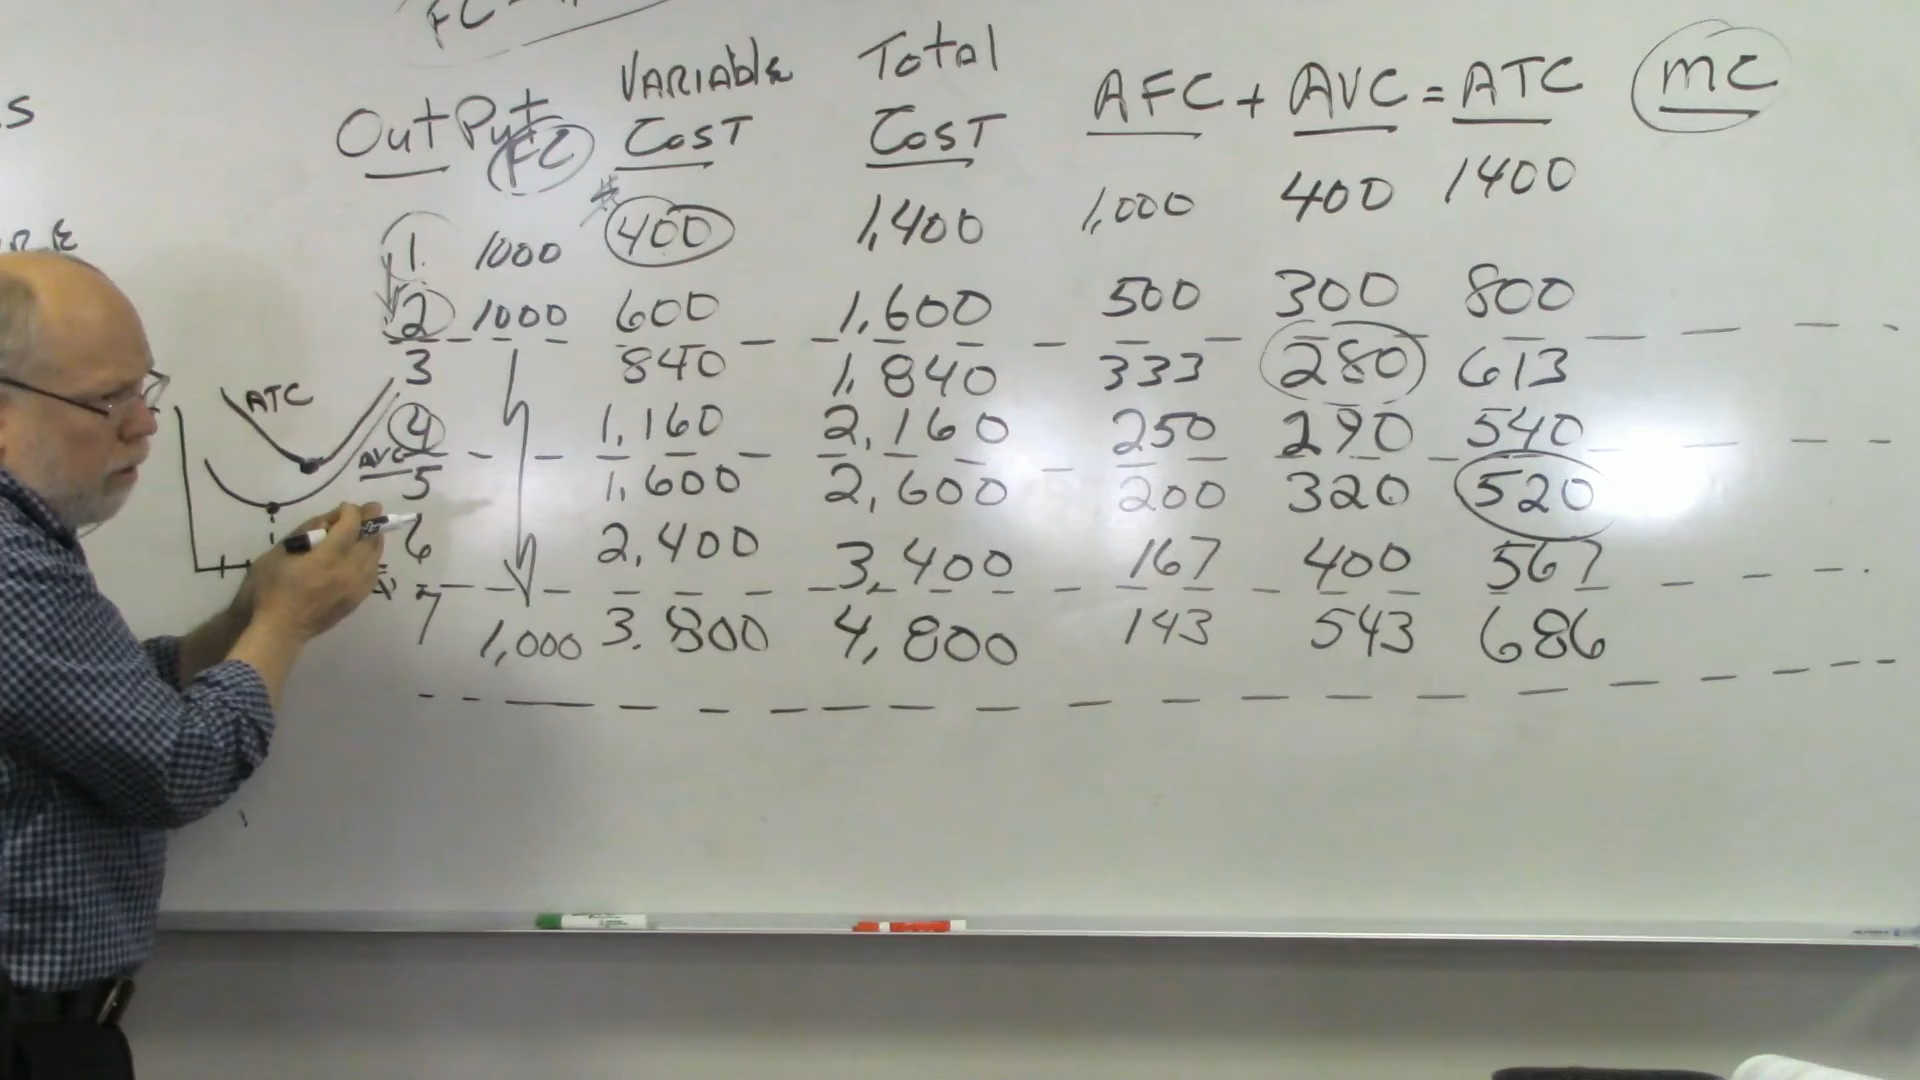 FC
S
RE
OutPut FC VARIABLE COST Total COST AFC + AVC = ATC MC
1 1000 $400 1,400 1,000 400 1400
2 1000 600 1,600 500 300 800
3 840 1,840 333 280 613
4 1,160 2,160 250 290 540
5 1,600 2,600 200 320 520
6 2,400 3,400 167 400 567
7 1,000 3.800 4,800 143 543 686
ATC
AVC